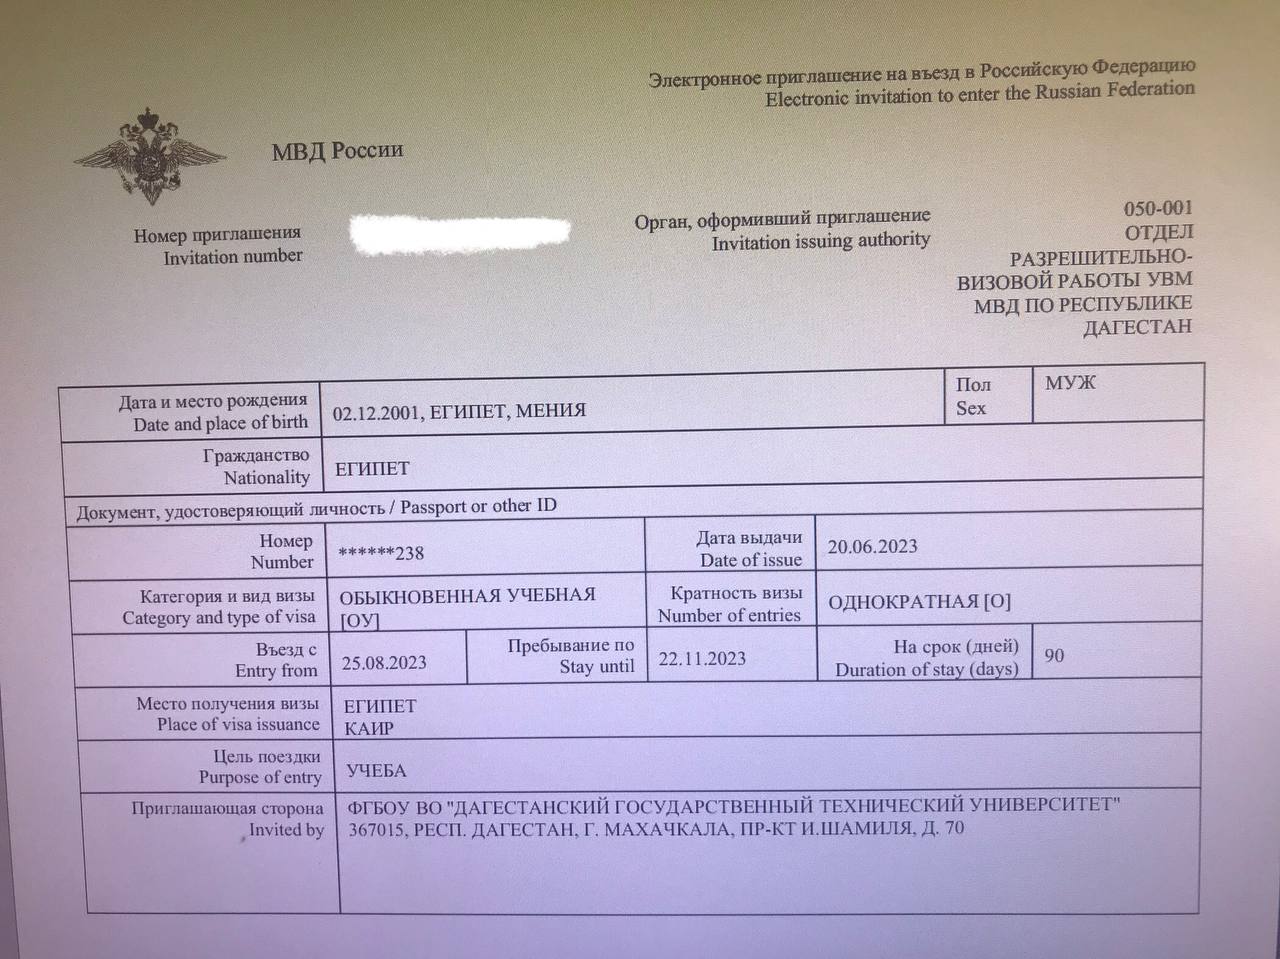 Электронное приглашение на въезд в Российскую Федерацию
Electronic invitation to enter the Russian Federation
МВД России
Номер приглашения
Invitation number
Орган, оформивший приглашение
Invitation issuing authority
050-001
ОТДЕЛ
РАЗРЕШИТЕЛЬНО-
ВИЗОВОЙ РАБОТЫ УВМ
МВД ПО РЕСПУБЛИКЕ
ДАГЕСТАН
Дата и место рождения
Date and place of birth
02.12.2001, ЕГИПЕТ, МЕНИЯ
Пол
Sex
МУЖ
Гражданство
Nationality
ЕГИПЕТ
Документ, удостоверяющий личность / Passport or other ID
Номер
Number
******238
Дата выдачи
Date of issue
20.06.2023
Категория и вид визы
Category and type of visa
ОБЫКНОВЕННАЯ УЧЕБНАЯ
[ОУ]
Кратность визы
Number of entries
ОДНОКРАТНАЯ [О]
Въезд с
Entry from
25.08.2023
Пребывание по
Stay until
22.11.2023
На срок (дней)
Duration of stay (days)
90
Место получения визы
Place of visa issuance
ЕГИПЕТ
КАИР
Цель поездки
Purpose of entry
УЧЕБА
Приглашающая сторона
Invited by
ФГБОУ ВО "ДАГЕСТАНСКИЙ ГОСУДАРСТВЕННЫЙ ТЕХНИЧЕСКИЙ УНИВЕРСИТЕТ"
367015, РЕСП. ДАГЕСТАН, Г. МАХАЧКАЛА, ПР-КТ И.ШАМИЛЯ, Д. 70